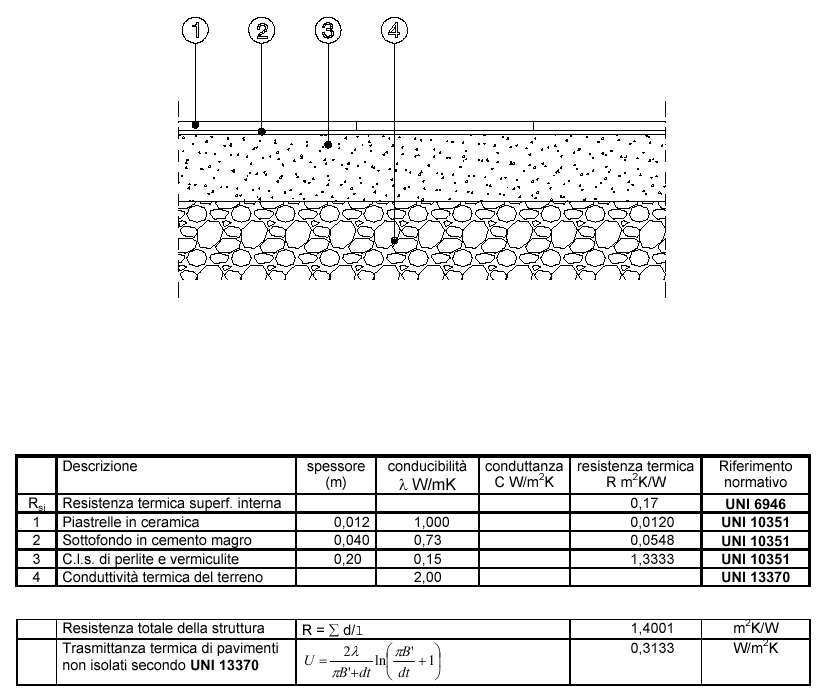 1 2 3 4
Descrizione spessore (m) conducibilità λ W/mK conduttanza C W/m²K resistenza termica R m²K/W Riferimento normativo
Rsi Resistenza termica superf. interna 0,17 UNI 6946
1 Piastrelle in ceramica 0,012 1,000 0,0120 UNI 10351
2 Sottofondo in cemento magro 0,040 0,73 0,0548 UNI 10351
3 C.l.s. di perlite e vermiculite 0,20 0,15 1,3333 UNI 10351
4 Conduttività termica del terreno 2,00 UNI 13370
Resistenza totale della struttura R = ∑ d/l 1,4001 m²K/W
Trasmittanza termica di pavimenti non isolati secondo UNI 13370 U = 2λ/(πB'+dt) ln(πB'/dt + 1) 0,3133 W/m²K